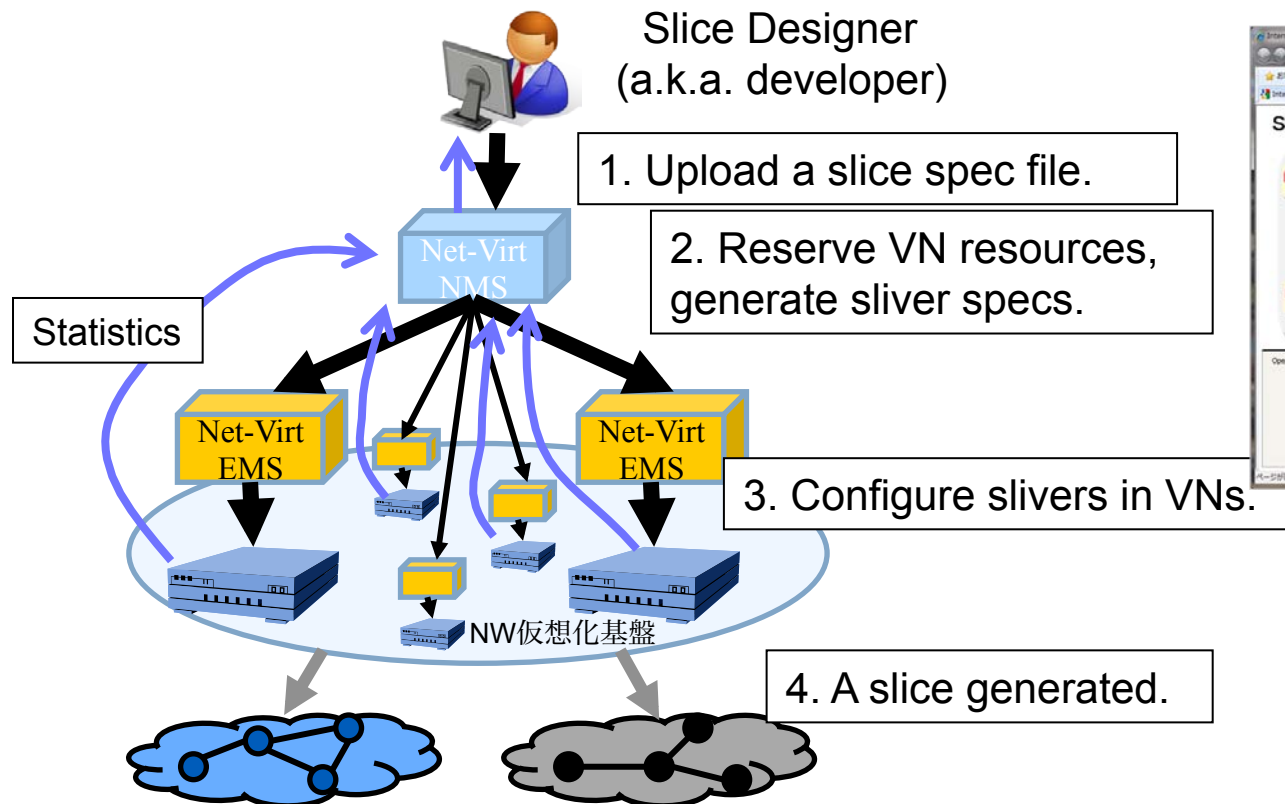 Slice Designer
(a.k.a. developer)
1. Upload a slice spec file.
2. Reserve VN resources,
generate sliver specs.
Net-Virt
NMS
Statistics
Net-Virt
EMS
Net-Virt
EMS
3. Configure slivers in VNs.
NW仮想化基盤
4. A slice generated.